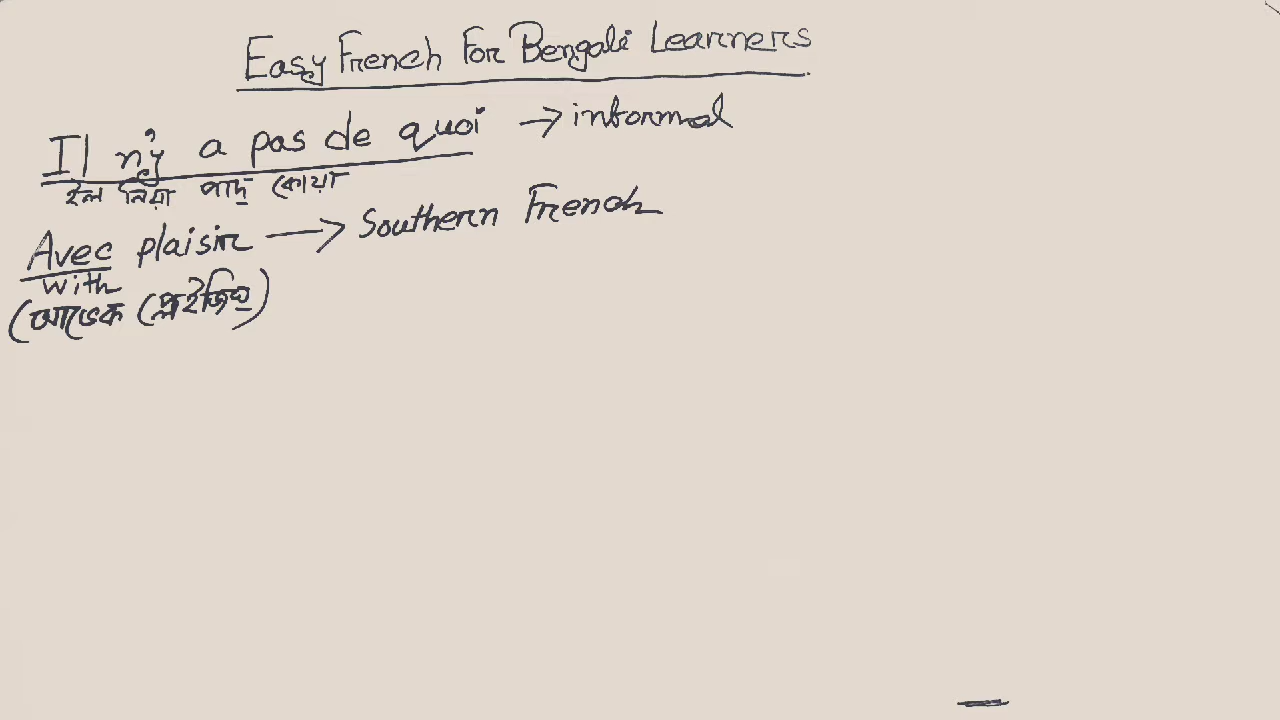 Easy French For Bengali Learners
Il n'y a pas de quoi → informal
ইল নিয়া পাদ্ কোয়া
Avec plaisir → Southern French
with
(আভেক প্লেইজির)